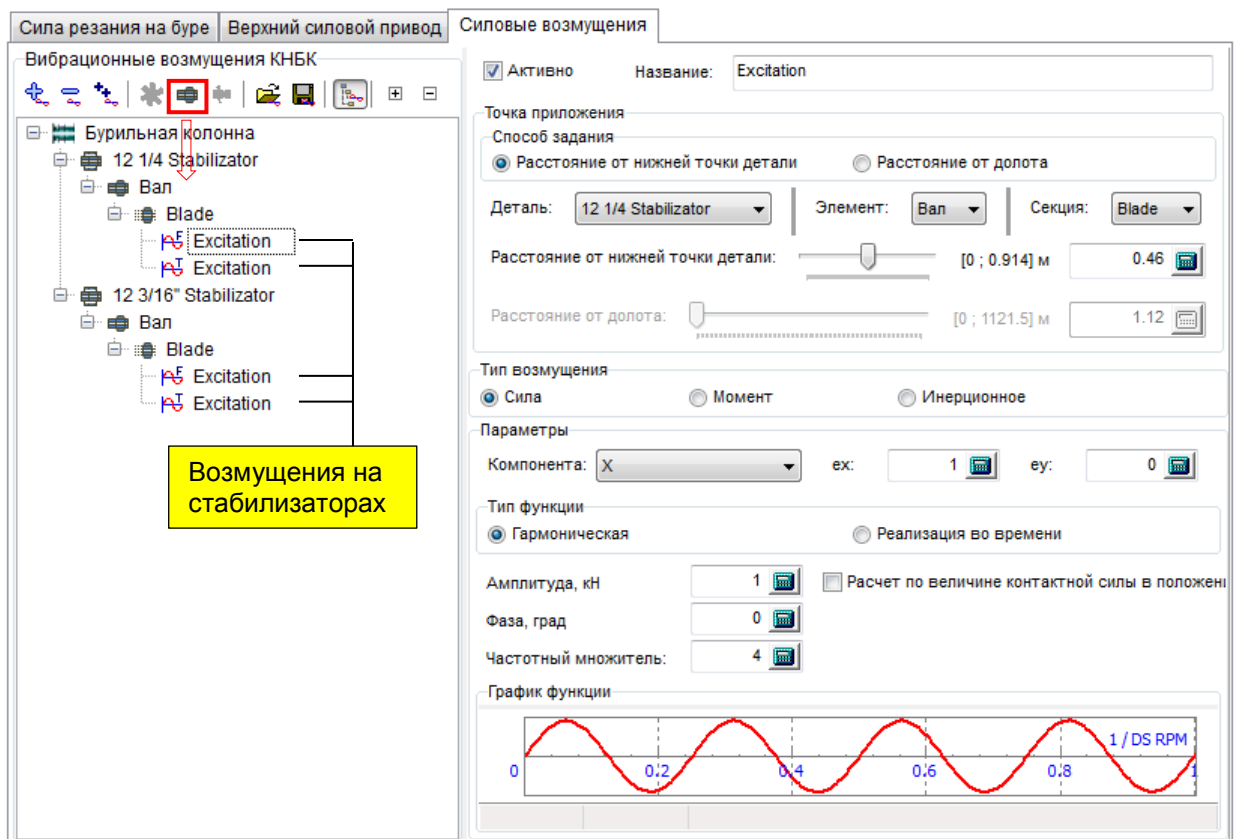 Сила резания на буре Верхний силовой привод Силовые возмущения
Вибрационные возмущения КНБК
Бурильная колонна
12 1/4 Stabilizator
Вал
Blade
Excitation
Excitation
12 3/16" Stabilizator
Вал
Blade
Excitation
Excitation
Возмущения на
стабилизаторах
Активно Название: Excitation
Точка приложения
Способ задания
Расстояние от нижней точки детали Расстояние от долота
Деталь: 12 1/4 Stabilizator Элемент: Вал Секция: Blade
Расстояние от нижней точки детали: [0 ; 0.914] м 0.46
Расстояние от долота: [0 ; 1121.5] м 1.12
Тип возмущения
Сила Момент Инерционное
Параметры
Компонента: X ex: 1 ey: 0
Тип функции
Гармоническая Реализация во времени
Амплитуда, кН 1 Расчет по величине контактной силы в положени
Фаза, град 0
Частотный множитель: 4
График функции
1 / DS RPM
0 0.2 0.4 0.6 0.8 1